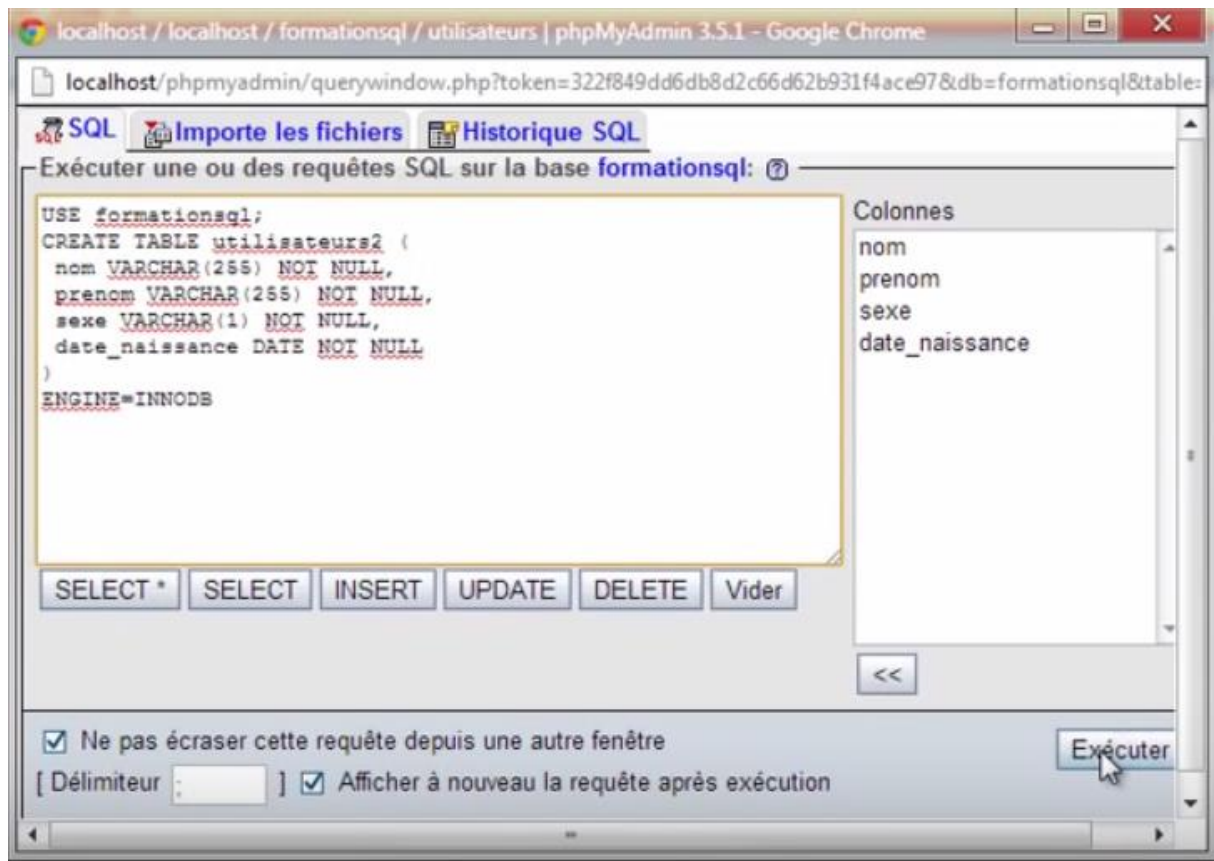 localhost / localhost / formationsql / utilisateurs | phpMyAdmin 3.5.1 - Google Chrome
localhost/phpmyadmin/querywindow.php?token=322f849dd6db8d2c66d62b931f4ace97&db=formationsql&table=
SQL Importe les fichiers Historique SQL
Exécuter une ou des requêtes SQL sur la base formationsql:
USE formationsql;
CREATE TABLE utilisateurs2 (
nom VARCHAR(255) NOT NULL,
prenom VARCHAR(255) NOT NULL,
sexe VARCHAR(1) NOT NULL,
date_naissance DATE NOT NULL
)
ENGINE=INNODB
Colonnes
nom
prenom
sexe
date_naissance
SELECT * SELECT INSERT UPDATE DELETE Vider
<<
Ne pas écraser cette requête depuis une autre fenêtre
[ Délimiteur ; ] Afficher à nouveau la requête après exécution
Exécuter